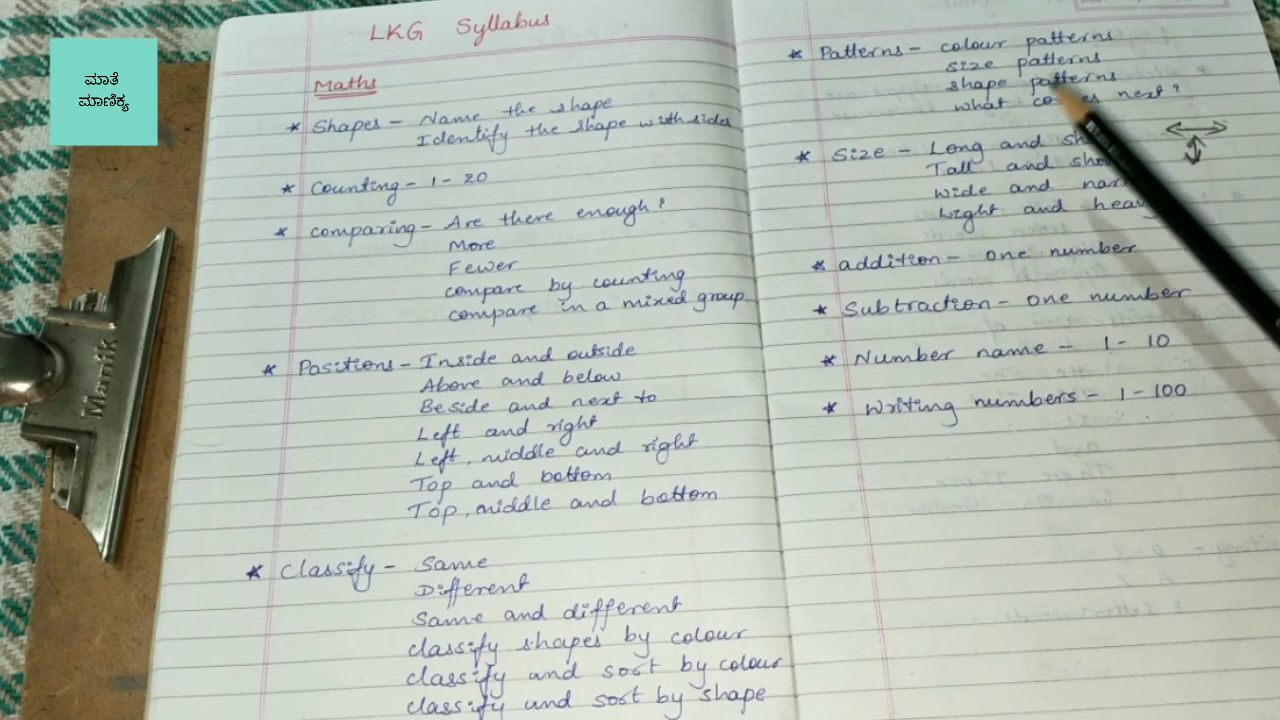 ಮಾತೆ
ಮಾಣಿಕ್ಯ
Manik
LKG Syllabus
Maths
* Shapes - Name the shape
Identify the shape with sides
* Counting - 1 - 20
* comparing - Are there enough?
More
Fewer
compare by counting
compare in a mixed group
* Positions - Inside and outside
Above and below
Beside and next to
Left and right
Left, middle and right
Top and bottom
Top, middle and bottom
* Classify - Same
Different
Same and different
classify shapes by colour
classify and sort by colour
classify and sort by shape
* Patterns - colour patterns
size patterns
shape patterns
what next?
* Size - Long and
Tall and
wide and
Light and
* addition - one number
* Subtraction - one number
* Number name - 1 - 10
* Writing numbers - 1 - 100